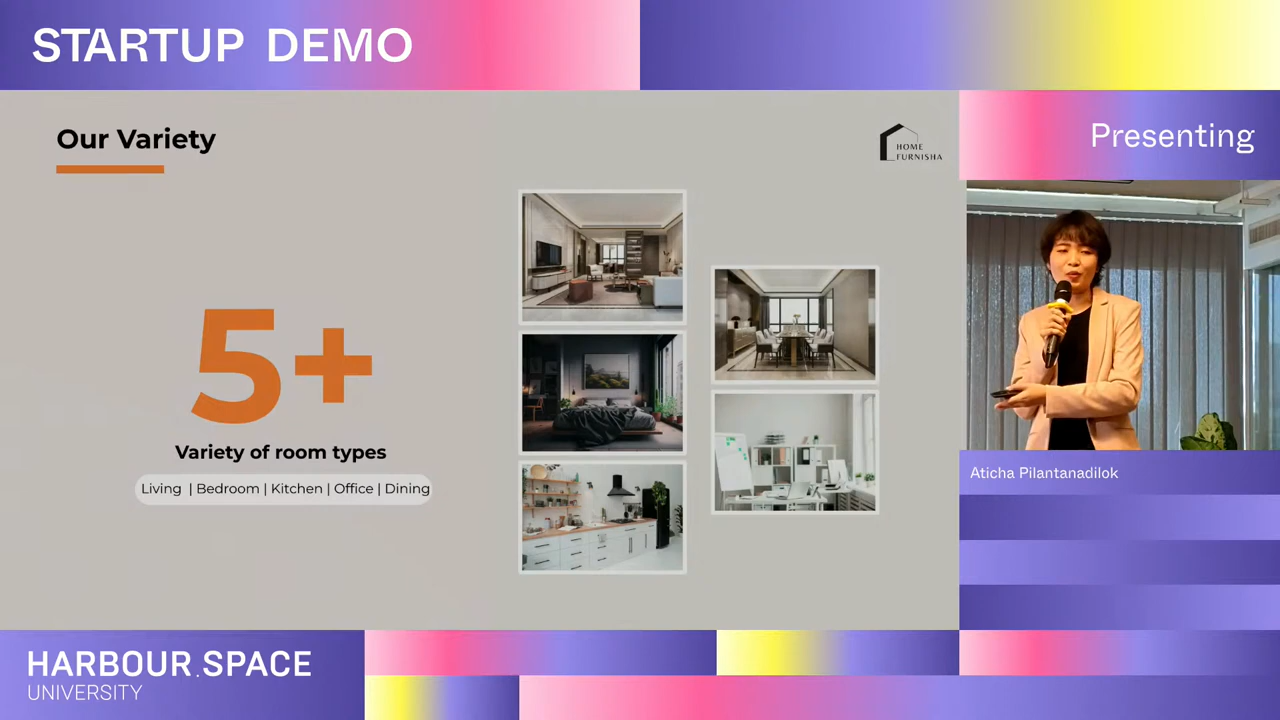 STARTUP DEMO
Our Variety
HOME
FURNISHA
Presenting
5+
Variety of room types
Living | Bedroom | Kitchen | Office | Dining
Aticha Pilantanadilok
HARBOUR.SPACE
UNIVERSITY